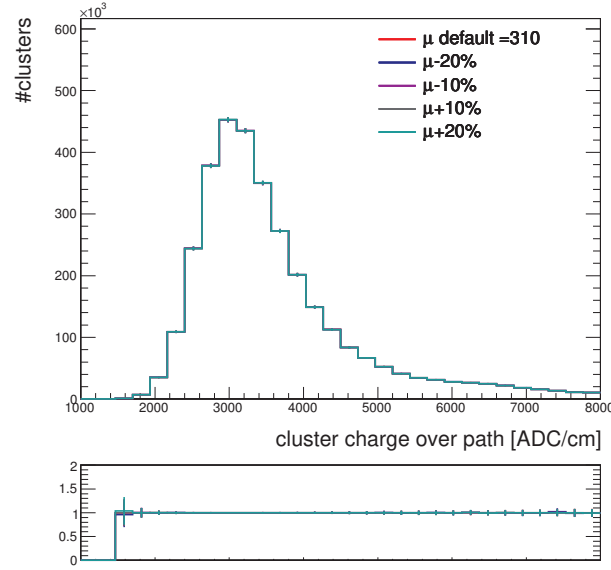 ×10³
600
500
400
300
200
100
0
#clusters
μ default =310
μ-20%
μ-10%
μ+10%
μ+20%
1000 2000 3000 4000 5000 6000 7000 8000
cluster charge over path [ADC/cm]
2
1.5
1
0.5
0